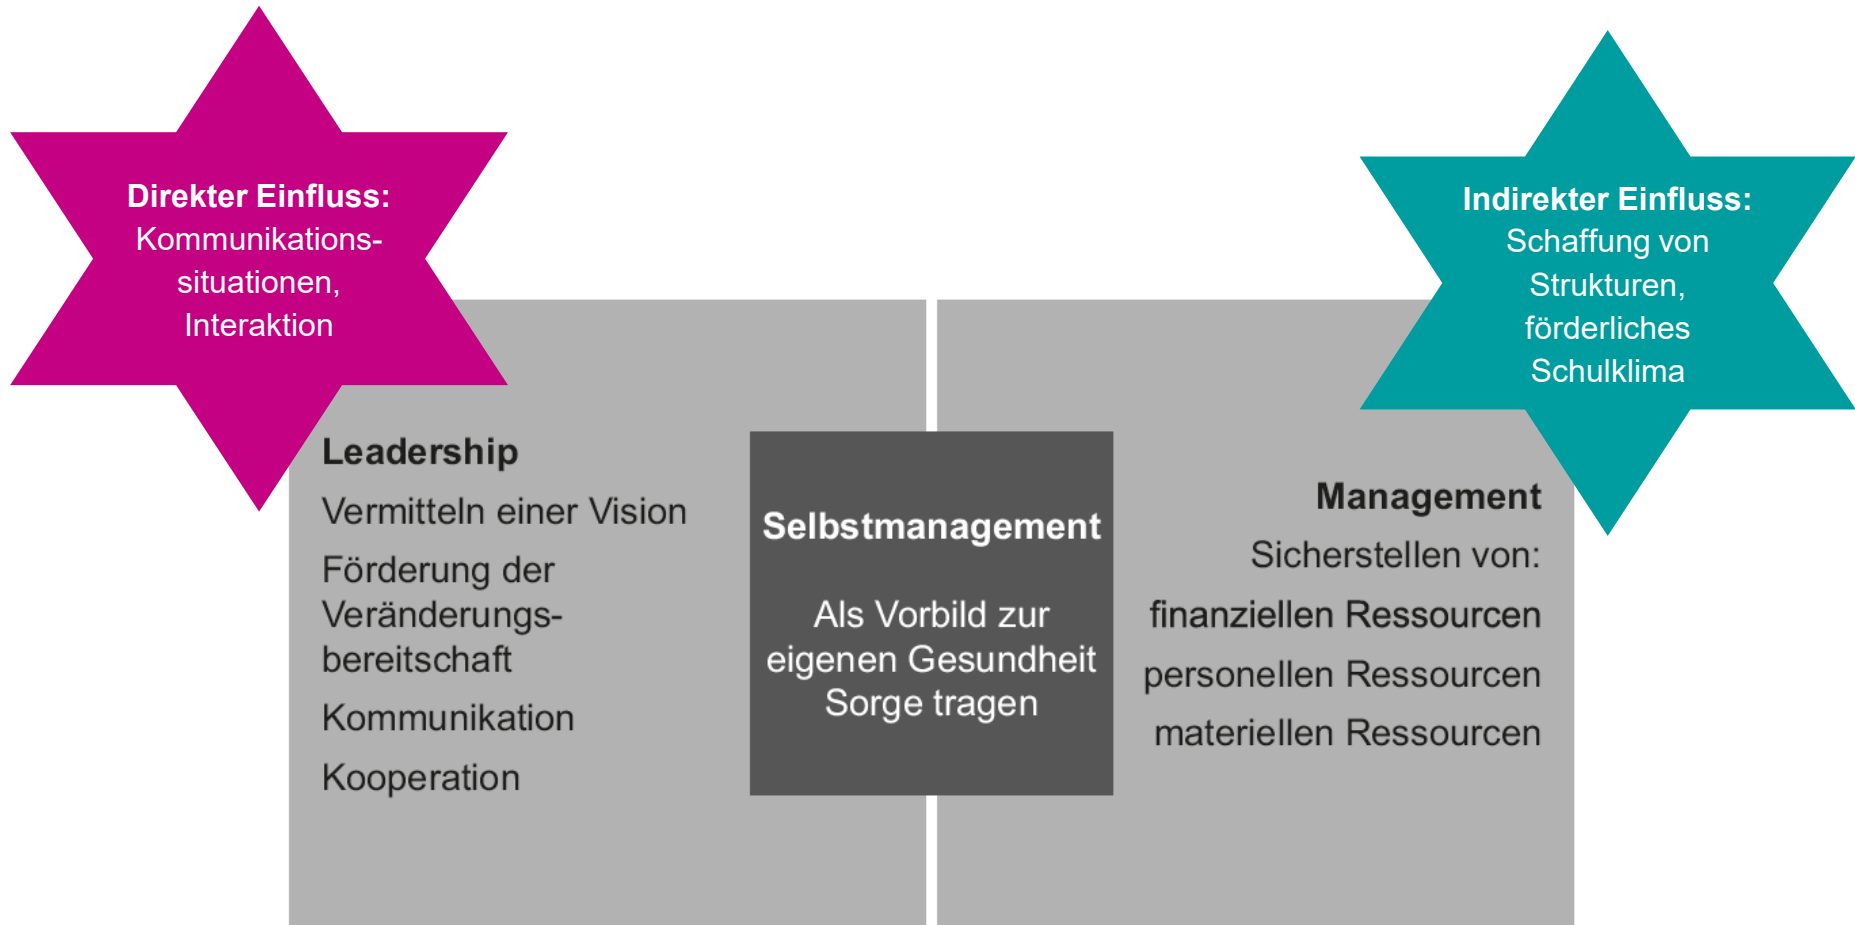 Direkter Einfluss:
Kommunikations-
situationen,
Interaktion
Indirekter Einfluss:
Schaffung von
Strukturen,
förderliches
Schulklima
Leadership
Vermitteln einer Vision
Förderung der
Veränderungs-
bereitschaft
Kommunikation
Kooperation
Selbstmanagement
Als Vorbild zur
eigenen Gesundheit
Sorge tragen
Management
Sicherstellen von:
finanziellen Ressourcen
personellen Ressourcen
materiellen Ressourcen